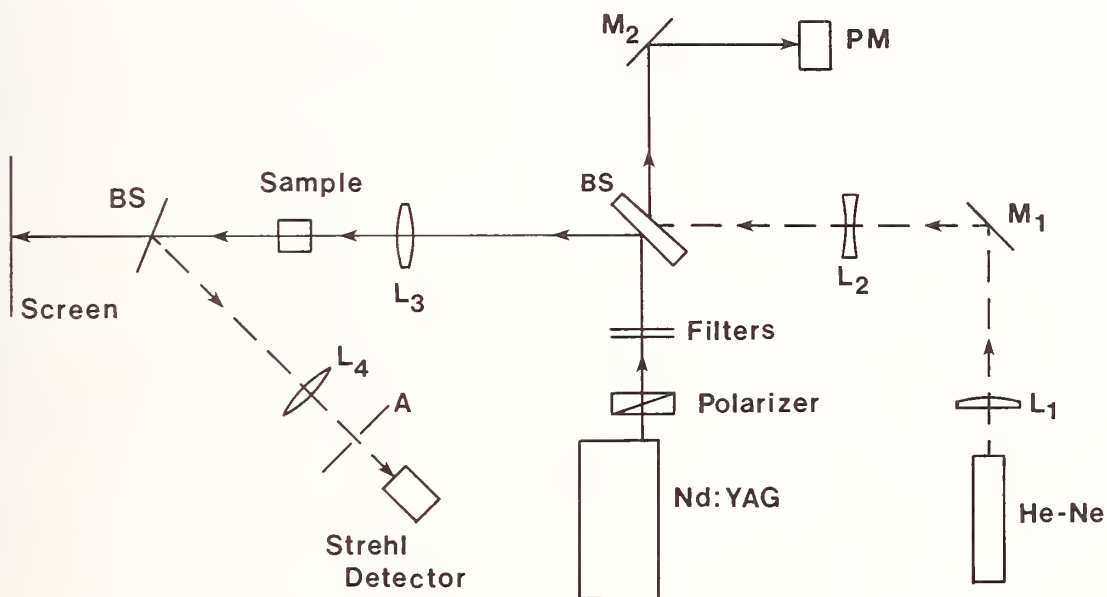 M2
PM
BS
Sample
BS
M1
L3
L2
Screen
Filters
L4
A
Polarizer
L1
Nd:YAG
He-Ne
Strehl
Detector